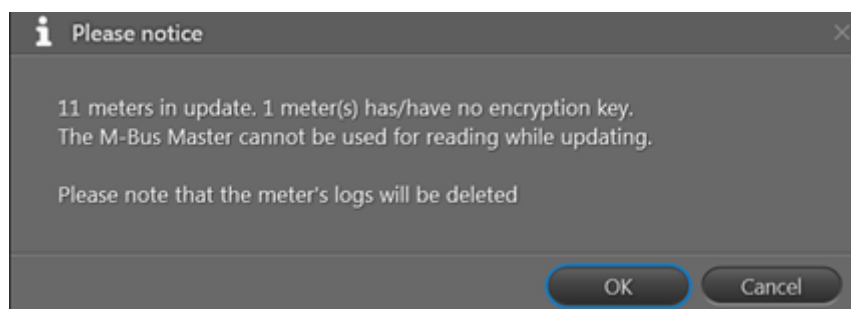 Please notice
11 meters in update. 1 meter(s) has/have no encryption key.
The M-Bus Master cannot be used for reading while updating.
Please note that the meter's logs will be deleted
OK Cancel